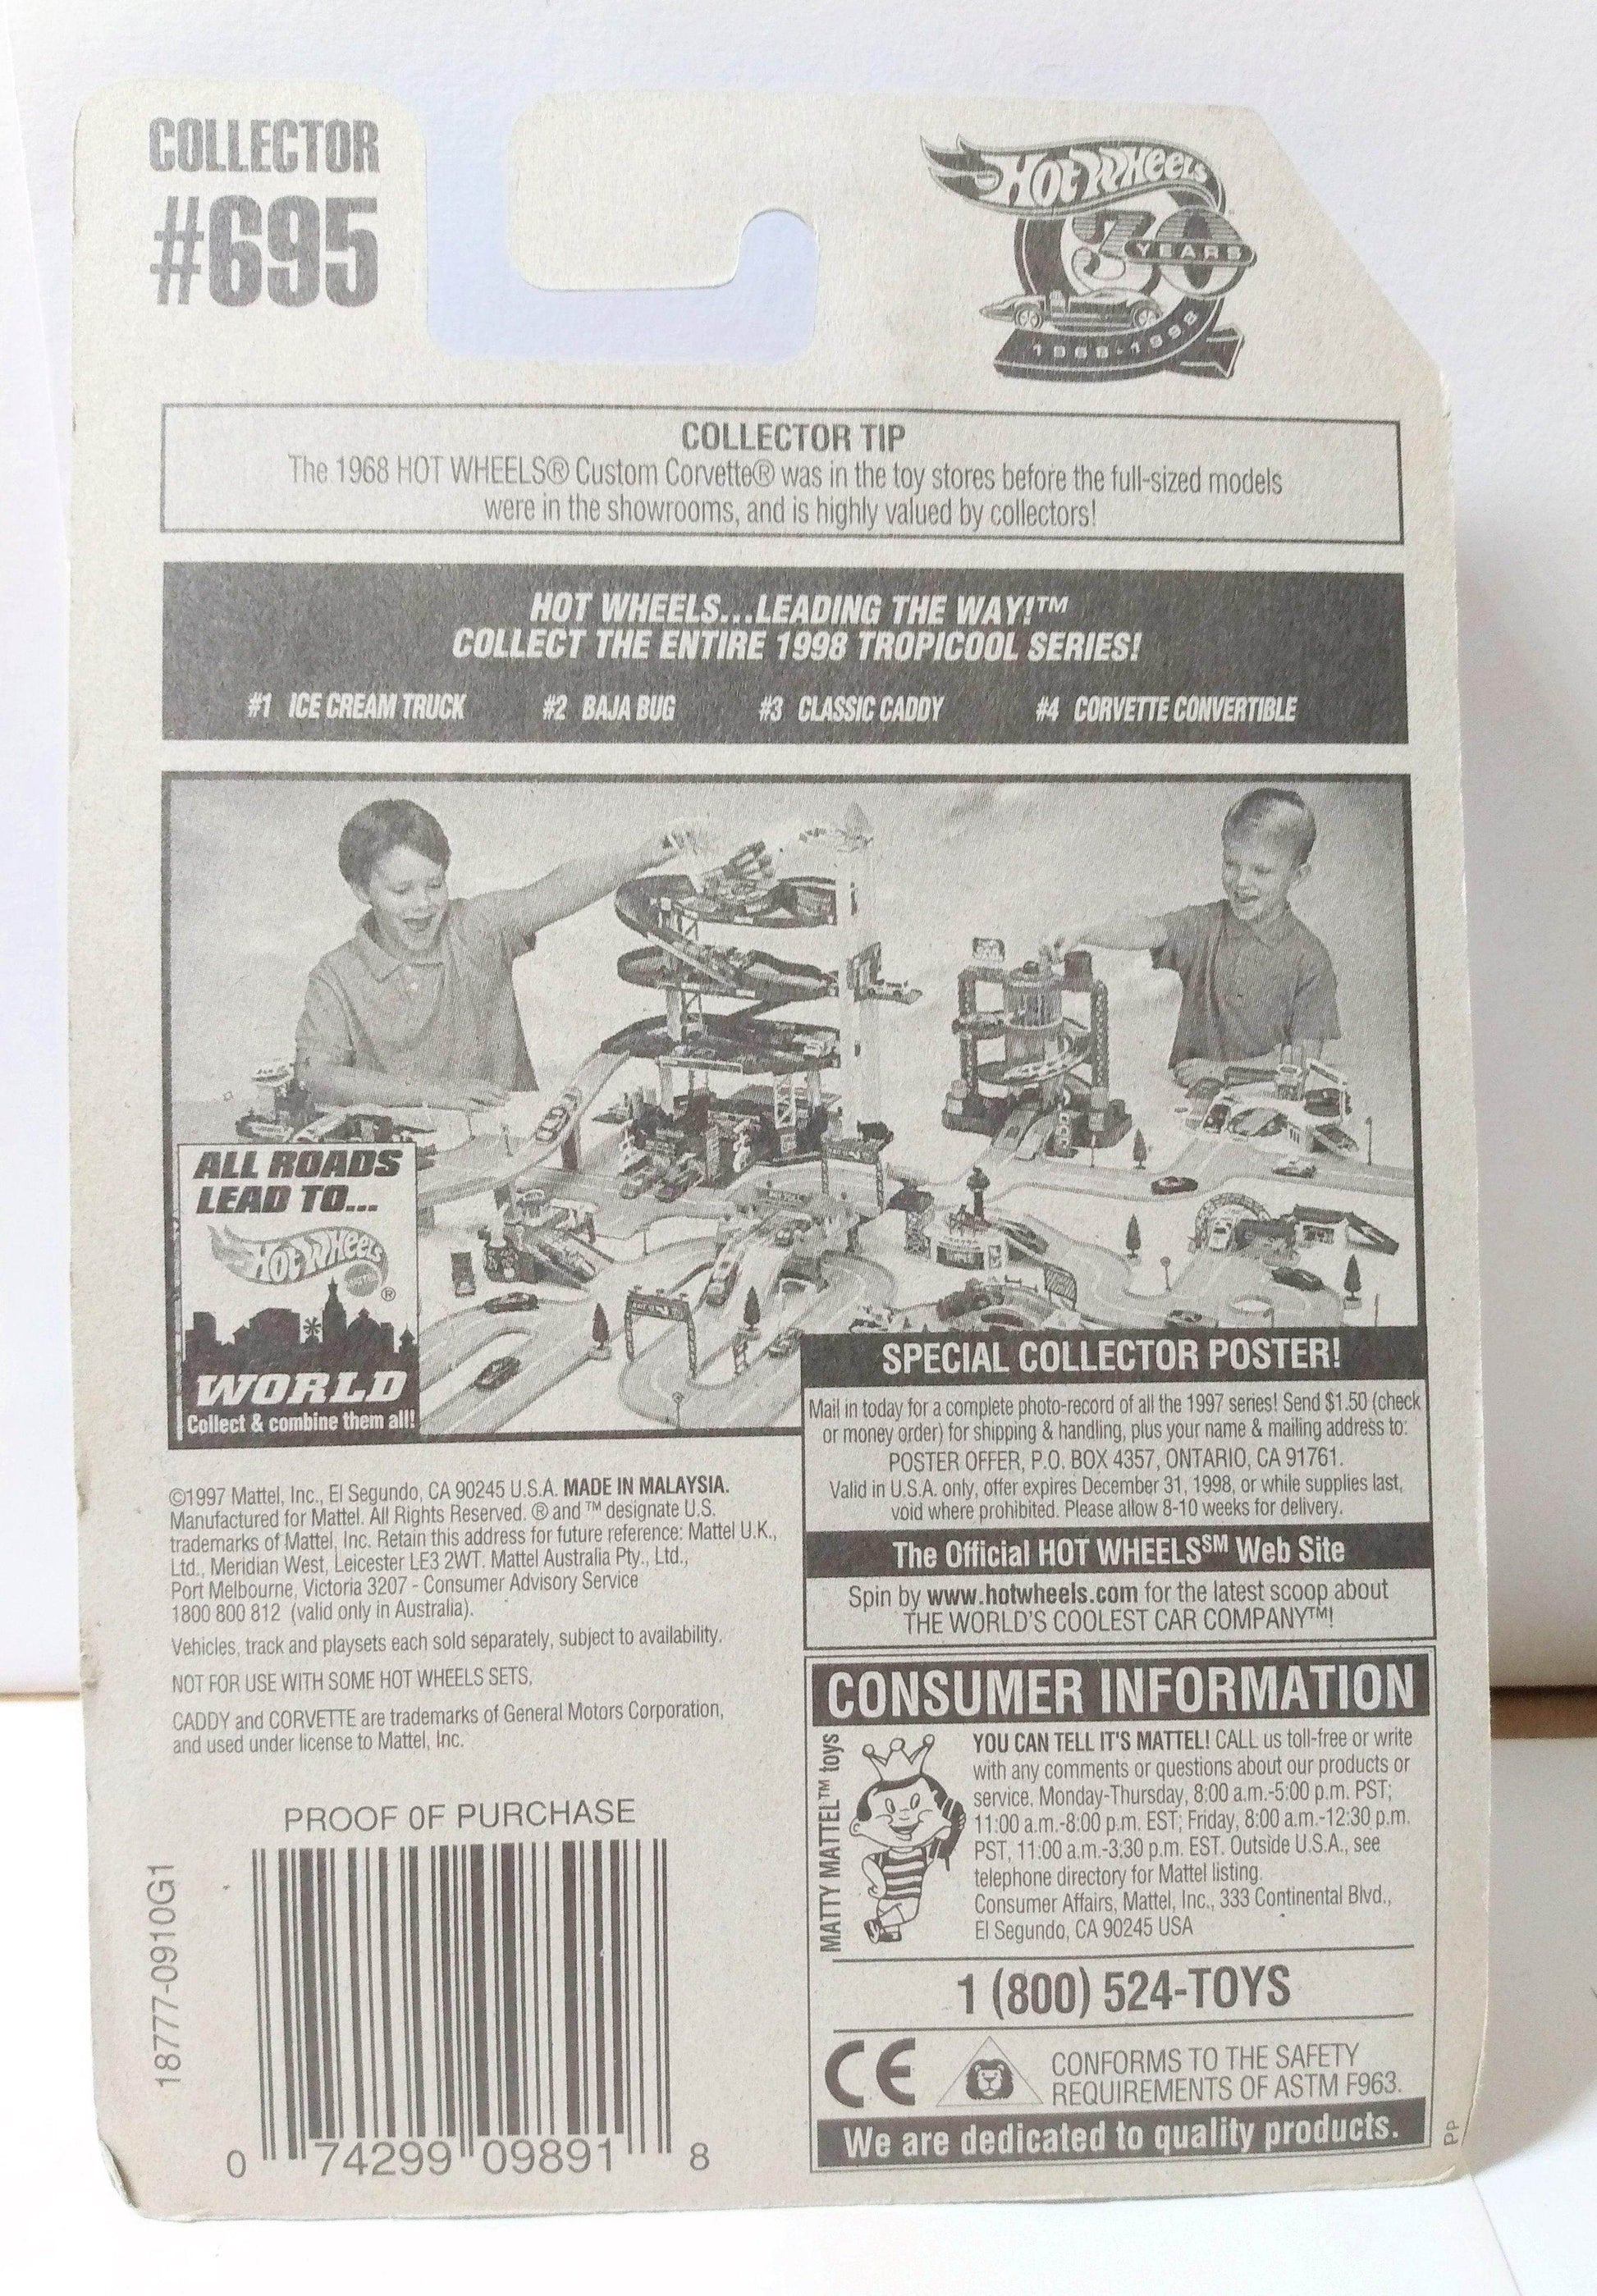 COLLECTOR
#695
Hot Wheels
30
YEARS
1968-1998
COLLECTOR TIP
The 1968 HOT WHEELS® Custom Corvette® was in the toy stores before the full-sized models
were in the showrooms, and is highly valued by collectors!
HOT WHEELS...LEADING THE WAY!™
COLLECT THE ENTIRE 1998 TROPICOOL SERIES!
#1 ICE CREAM TRUCK #2 BAJA BUG #3 CLASSIC CADDY #4 CORVETTE CONVERTIBLE
ALL ROADS
LEAD TO...
Hot Wheels
®
WORLD
Collect & combine them all!
SPECIAL COLLECTOR POSTER!
Mail in today for a complete photo-record of all the 1997 series! Send $1.50 (check
or money order) for shipping & handling, plus your name & mailing address to:
POSTER OFFER, P.O. BOX 4357, ONTARIO, CA 91761.
Valid in U.S.A. only, offer expires December 31, 1998, or while supplies last,
void where prohibited. Please allow 8-10 weeks for delivery.
The Official HOT WHEELS℠ Web Site
Spin by www.hotwheels.com for the latest scoop about
THE WORLD'S COOLEST CAR COMPANY™!
©1997 Mattel, Inc., El Segundo, CA 90245 U.S.A. MADE IN MALAYSIA.
Manufactured for Mattel. All Rights Reserved. ® and ™ designate U.S.
trademarks of Mattel, Inc. Retain this address for future reference: Mattel U.K.,
Ltd., Meridian West, Leicester LE3 2WT. Mattel Australia Pty., Ltd.,
Port Melbourne, Victoria 3207 - Consumer Advisory Service
1800 800 812 (valid only in Australia).
Vehicles, track and playsets each sold separately, subject to availability.
NOT FOR USE WITH SOME HOT WHEELS SETS.
CADDY and CORVETTE are trademarks of General Motors Corporation,
and used under license to Mattel, Inc.
PROOF OF PURCHASE
18777-0910G1
0 74299 09891 8
CONSUMER INFORMATION
MATTY MATTEL™ toys
YOU CAN TELL IT'S MATTEL! CALL us toll-free or write
with any comments or questions about our products or
service, Monday-Thursday, 8:00 a.m.-5:00 p.m. PST;
11:00 a.m.-8:00 p.m. EST; Friday, 8:00 a.m.-12:30 p.m.
PST, 11:00 a.m.-3:30 p.m. EST. Outside U.S.A., see
telephone directory for Mattel listing.
Consumer Affairs, Mattel, Inc., 333 Continental Blvd.,
El Segundo, CA 90245 USA
1 (800) 524-TOYS
CE
CONFORMS TO THE SAFETY
REQUIREMENTS OF ASTM F963.
We are dedicated to quality products.
PP